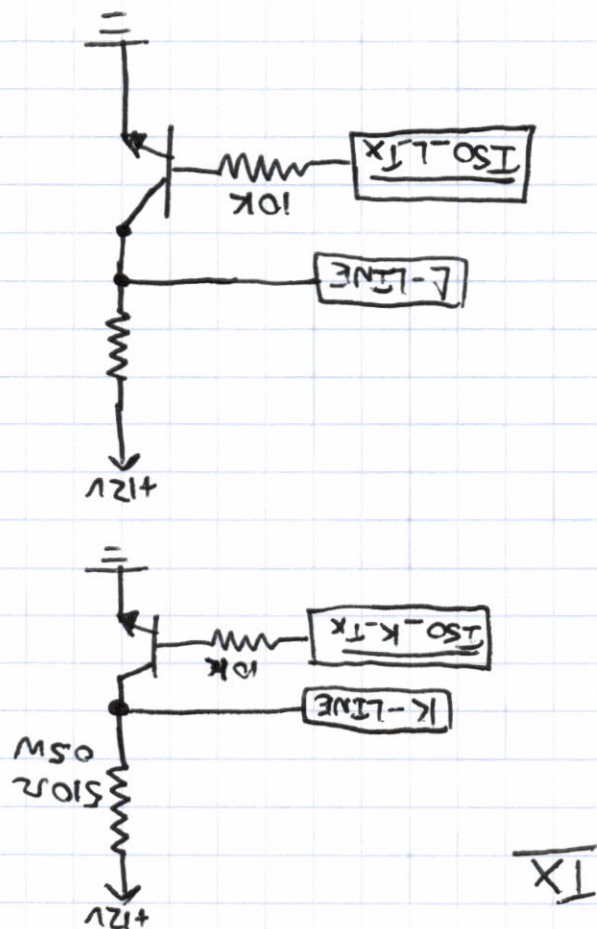 TX
+12V
510Ω
0.5W
K-LINE
10K
ISO_K_TX
+12V
L-LINE
10K
ISO_L_TX